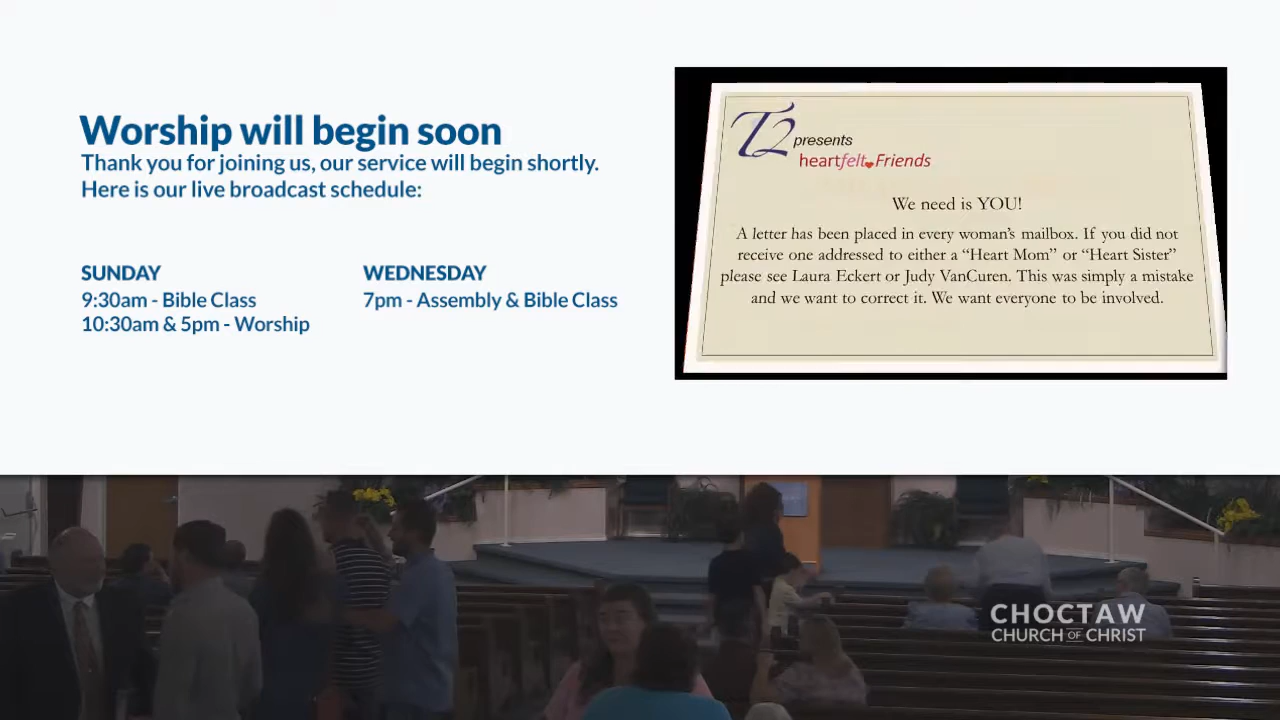 Worship will begin soon
Thank you for joining us, our service will begin shortly.
Here is our live broadcast schedule:
SUNDAY
9:30am - Bible Class
10:30am & 5pm - Worship
WEDNESDAY
7pm - Assembly & Bible Class
T2 presents
heartfelt Friends
We need is YOU!
A letter has been placed in every woman's mailbox. If you did not
receive one addressed to either a “Heart Mom” or “Heart Sister”
please see Laura Eckert or Judy VanCuren. This was simply a mistake
and we want to correct it. We want everyone to be involved.
CHOCTAW
CHURCH OF CHRIST